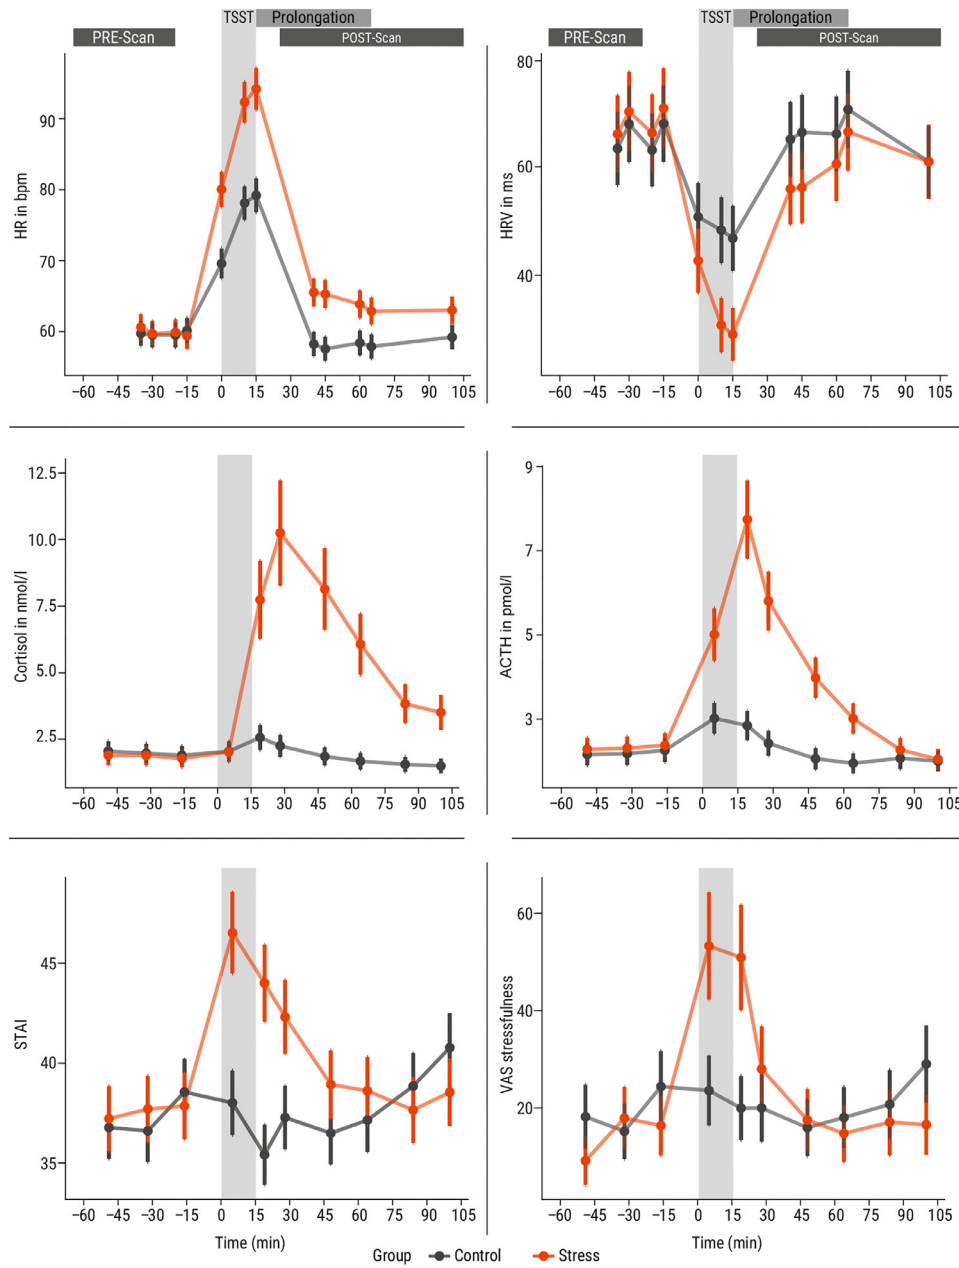 TSST Prolongation TSST Prolongation
PRE-Scan POST-Scan PRE-Scan POST-Scan
HR in bpm
90
80
70
60
−60 −45 −30 −15 0 15 30 45 60 75 90 105
HRV in ms
80
60
40
−60 −45 −30 −15 0 15 30 45 60 75 90 105
Cortisol in nmol/l
12.5
10.0
7.5
5.0
2.5
−60 −45 −30 −15 0 15 30 45 60 75 90 105
ACTH in pmol/l
9
7
5
3
−60 −45 −30 −15 0 15 30 45 60 75 90 105
STAI
45
40
35
−60 −45 −30 −15 0 15 30 45 60 75 90 105
Time (min)
VAS stressfulness
60
40
20
−60 −45 −30 −15 0 15 30 45 60 75 90 105
Time (min)
Group Control Stress